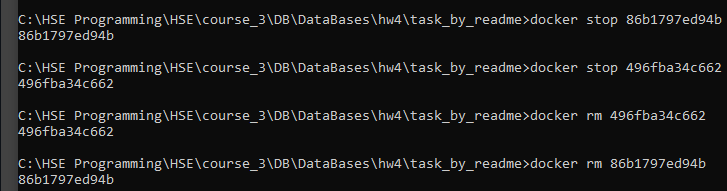 C:\HSE Programming\HSE\course_3\DB\DataBases\hw4\task_by_readme>docker stop 86b1797ed94b
86b1797ed94b
C:\HSE Programming\HSE\course_3\DB\DataBases\hw4\task_by_readme>docker stop 496fba34c662
496fba34c662
C:\HSE Programming\HSE\course_3\DB\DataBases\hw4\task_by_readme>docker rm 496fba34c662
496fba34c662
C:\HSE Programming\HSE\course_3\DB\DataBases\hw4\task_by_readme>docker rm 86b1797ed94b
86b1797ed94b